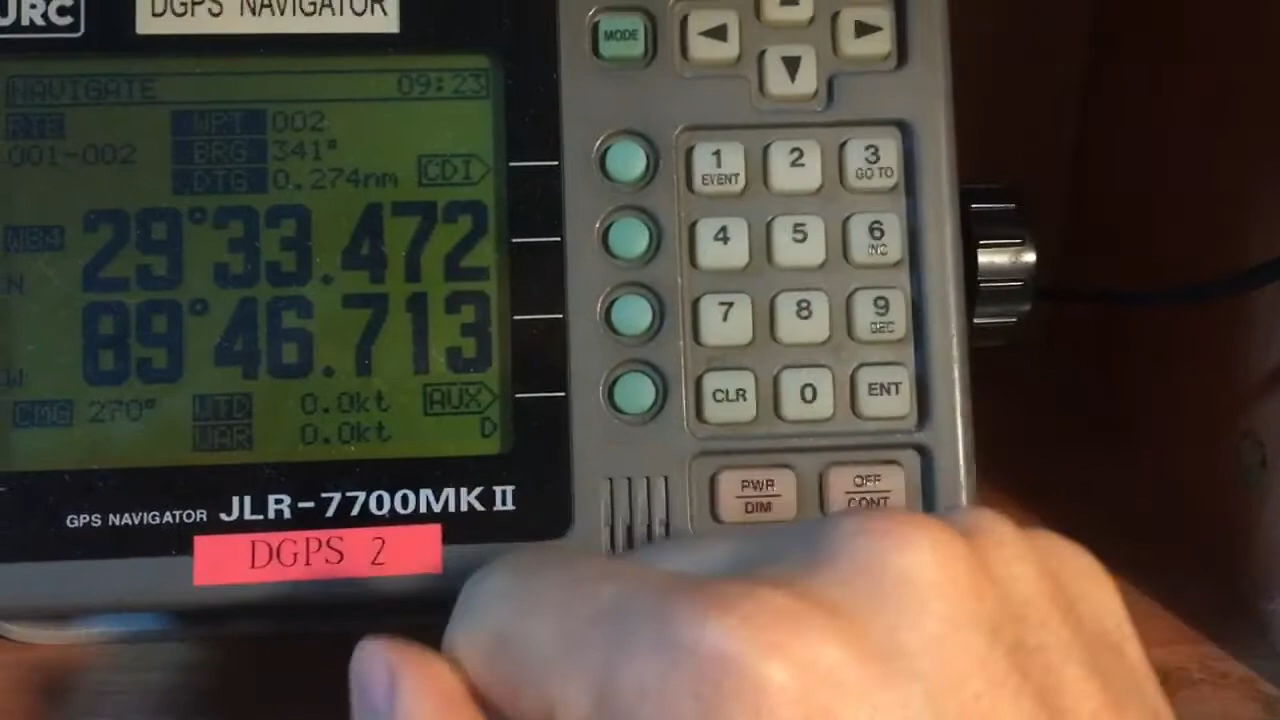 JRC
DGPS NAVIGATOR
MODE
NAVIGATE 09:23
RTE WPT 002
001-002 BRG 341°
DTG 0.274nm CDI
W84 29°33.472
N
89°46.713
W
CMG 270° WTD 0.0kt AUX
WAR 0.0kt D
GPS NAVIGATOR JLR-7700MKII
DGPS 2
1 EVENT 2 3 GO TO
4 5 6 INC
7 8 9 DEC
CLR 0 ENT
PWR DIM OFF CONT